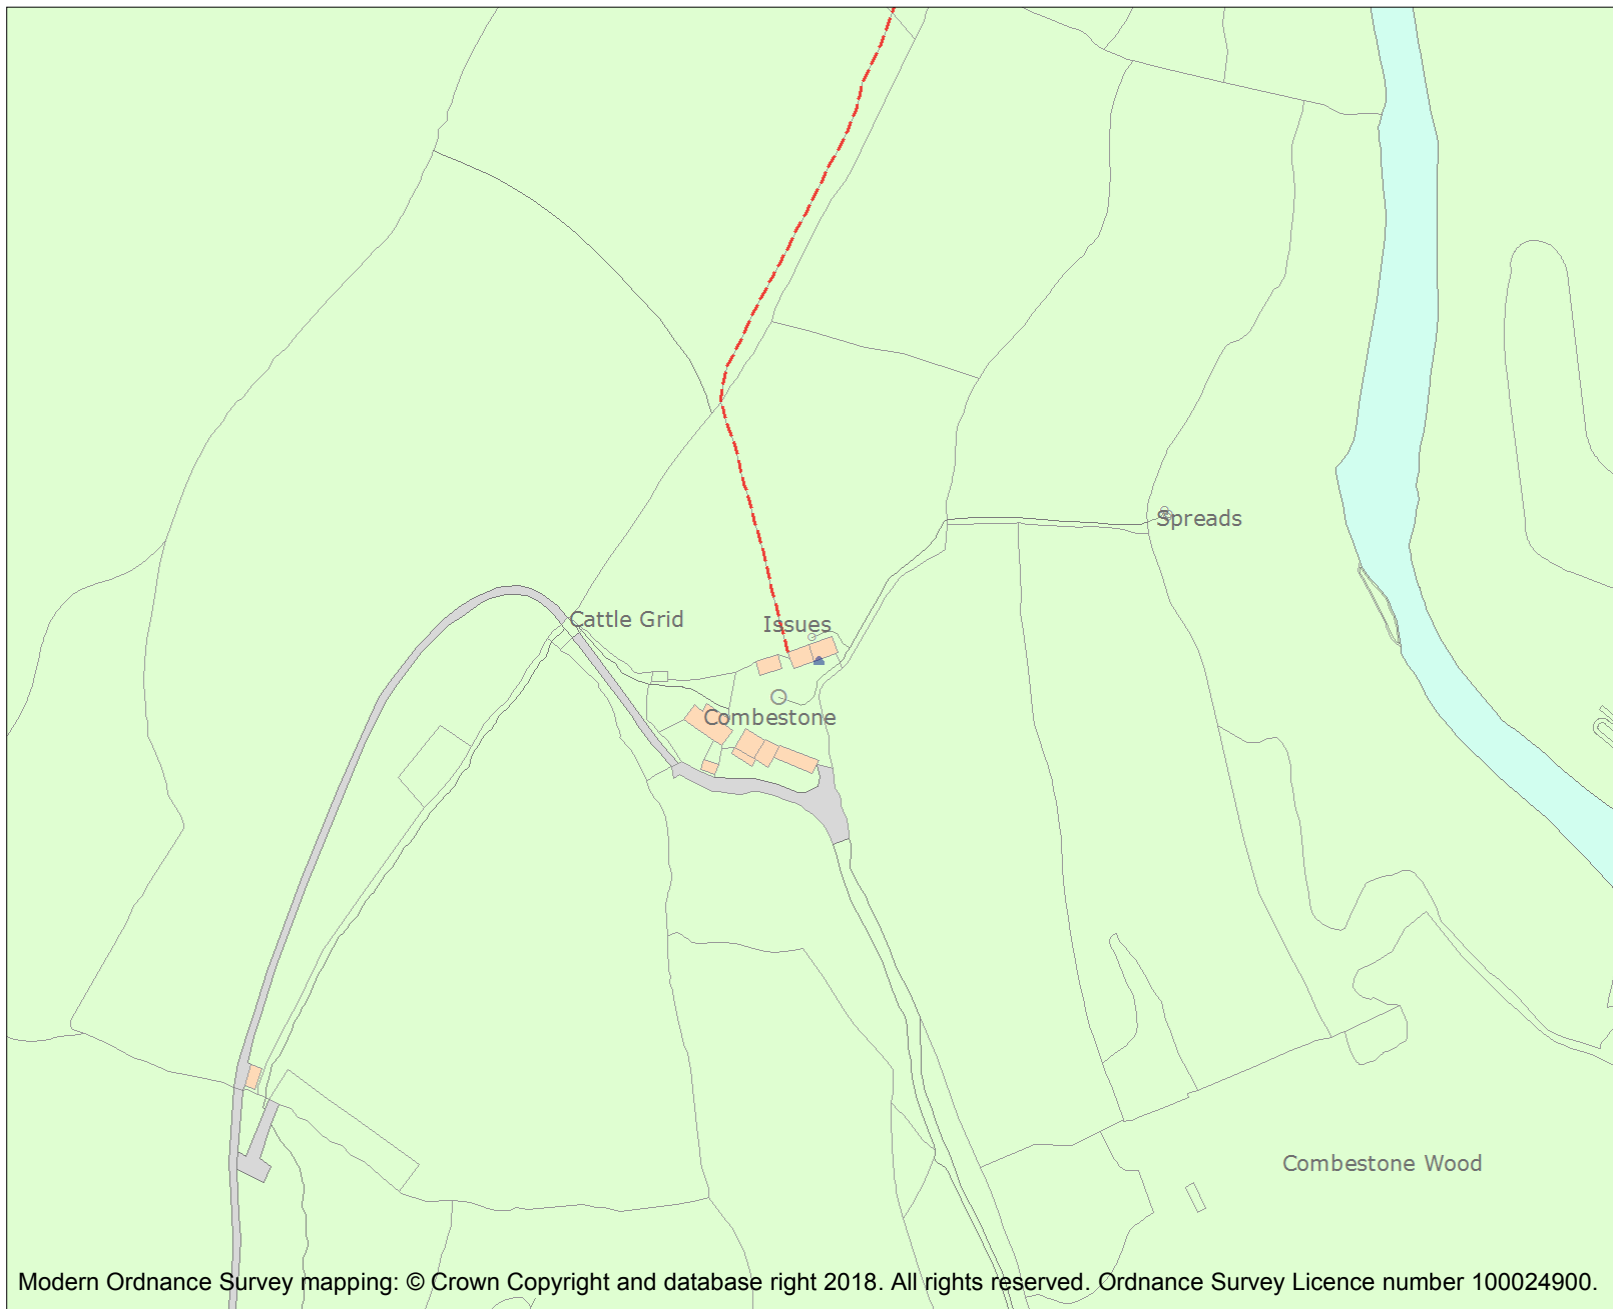 Spreads
Cattle Grid
Issues
Combestone
Combestone Wood
Modern Ordnance Survey mapping: © Crown Copyright and database right 2018. All rights reserved. Ordnance Survey Licence number 100024900.